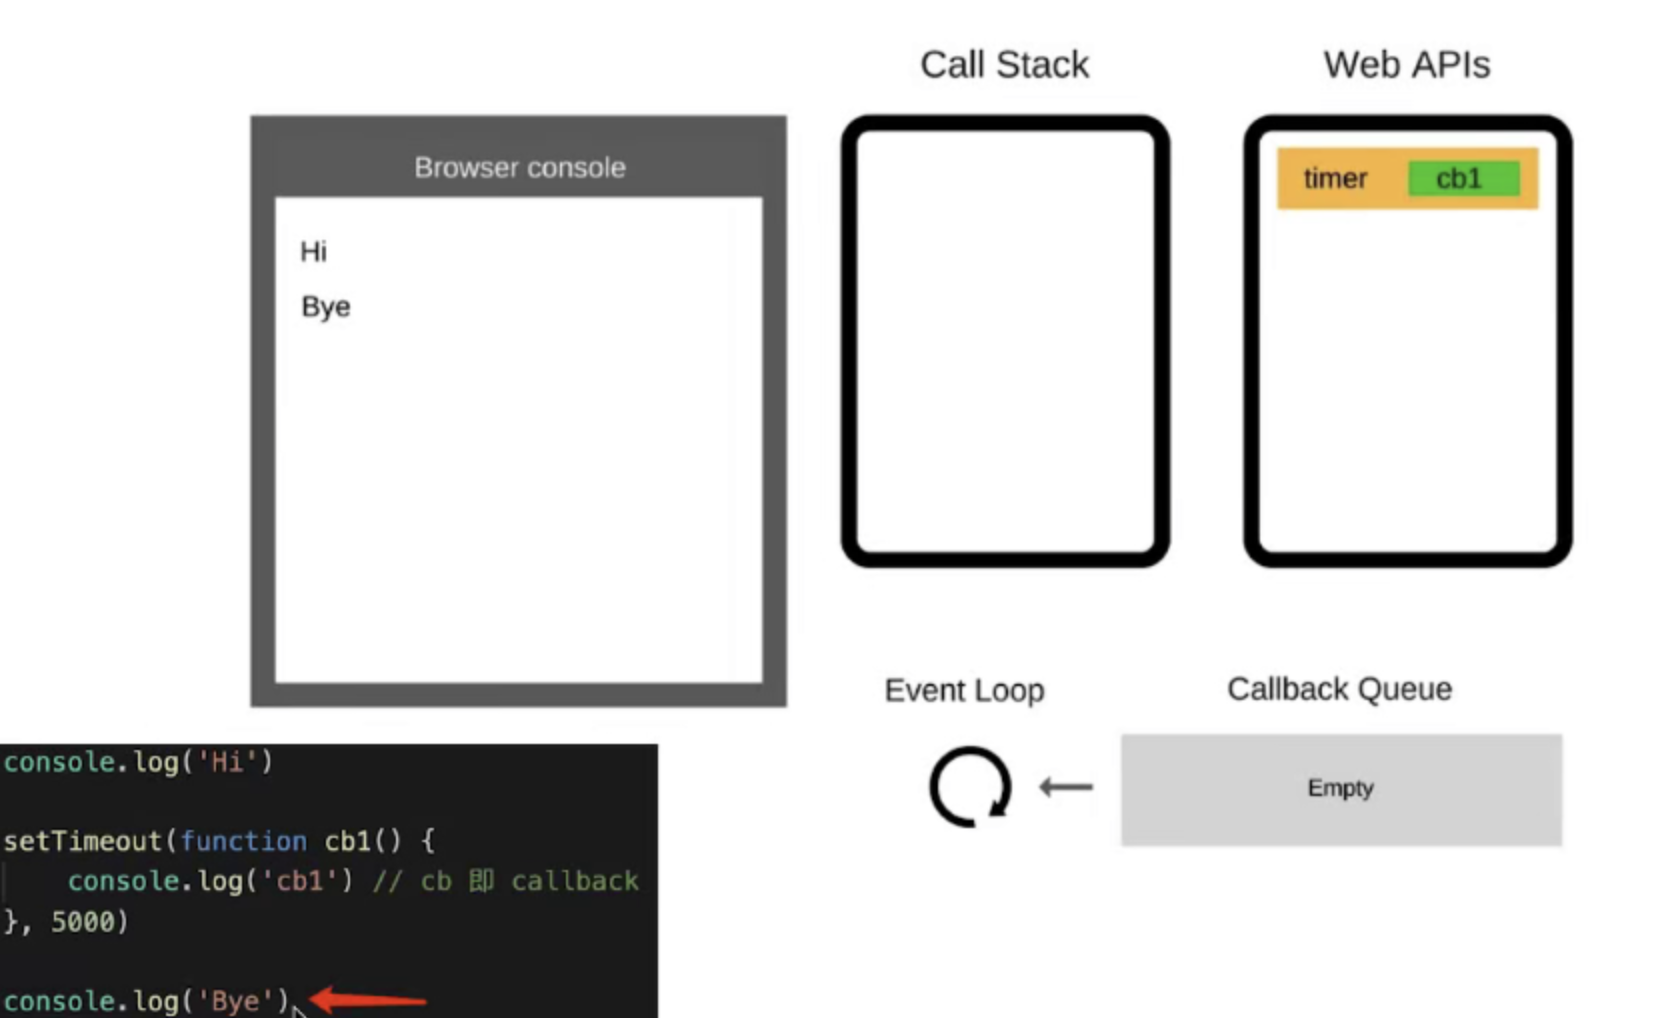 Call Stack
Web APIs
Browser console
timer cb1
Hi
Bye
Event Loop
Callback Queue
Empty
console.log('Hi')
setTimeout(function cb1() {
    console.log('cb1') // cb 即 callback
}, 5000)
console.log('Bye')